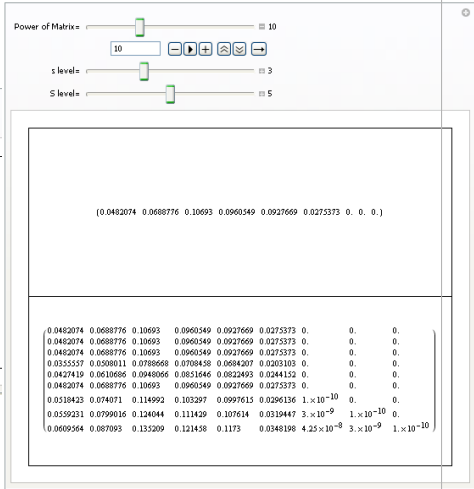 Power of Matrix= 10
10
s level= 3
S level= 5
(0.0482074 0.0688776 0.10693 0.0960549 0.0927669 0.0275373 0. 0. 0.)
0.0482074 0.0688776 0.10693 0.0960549 0.0927669 0.0275373 0. 0. 0.
0.0482074 0.0688776 0.10693 0.0960549 0.0927669 0.0275373 0. 0. 0.
0.0482074 0.0688776 0.10693 0.0960549 0.0927669 0.0275373 0. 0. 0.
0.0355557 0.0508011 0.0788668 0.0708458 0.0684207 0.0203103 0. 0. 0.
0.0427419 0.0610686 0.0948066 0.0851646 0.0822493 0.0244152 0. 0. 0.
0.0482074 0.0688776 0.10693 0.0960549 0.0927669 0.0275373 0. 0. 0.
0.0518423 0.074071 0.114992 0.103297 0.0997615 0.0296136 1.×10⁻¹⁰ 0. 0.
0.0559231 0.0799016 0.124044 0.111429 0.107614 0.0319447 3.×10⁻⁹ 1.×10⁻¹⁰ 0.
0.0609564 0.087093 0.135209 0.121458 0.1173 0.0348198 4.25×10⁻⁸ 3.×10⁻⁹ 1.×10⁻¹⁰